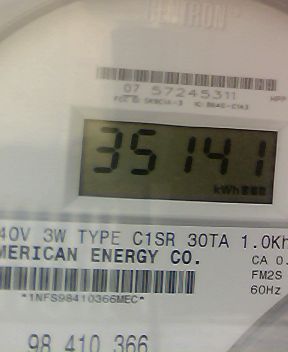 CENTRON
07 57245311
35141
kWh
40V 3W TYPE C1SR 30TA 1.0Kh
MERICAN ENERGY CO.
CA 0.
FM2S
60Hz
*1NFS98410366MEC*
98 410 366